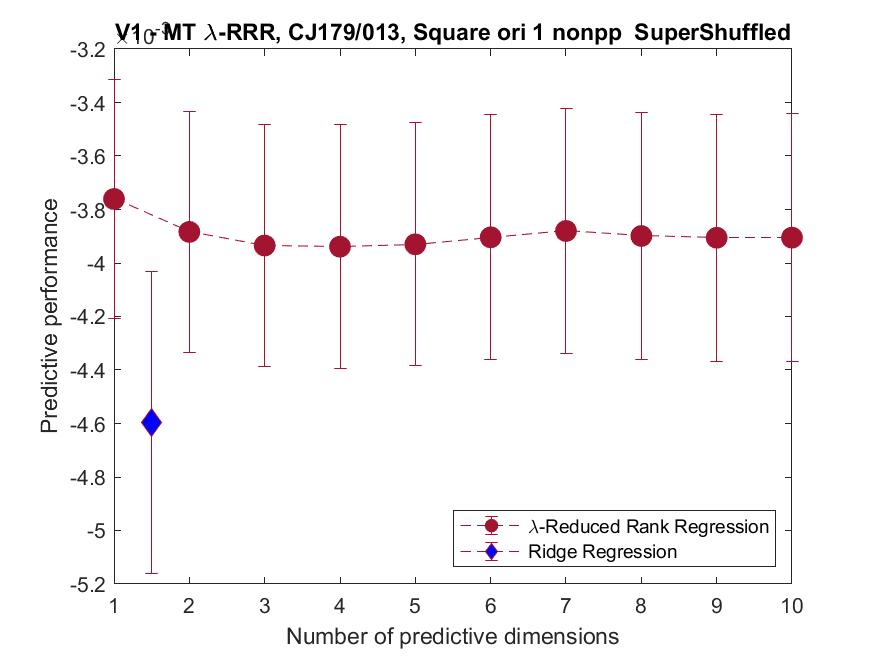 V1 - MT λ-RRR, CJ179/013, Square ori 1 nonpp  SuperShuffled
×10-3
-3.2
-3.4
-3.6
-3.8
-4
-4.2
-4.4
-4.6
-4.8
-5
-5.2
Predictive performance
λ-Reduced Rank Regression
Ridge Regression
1 2 3 4 5 6 7 8 9 10
Number of predictive dimensions